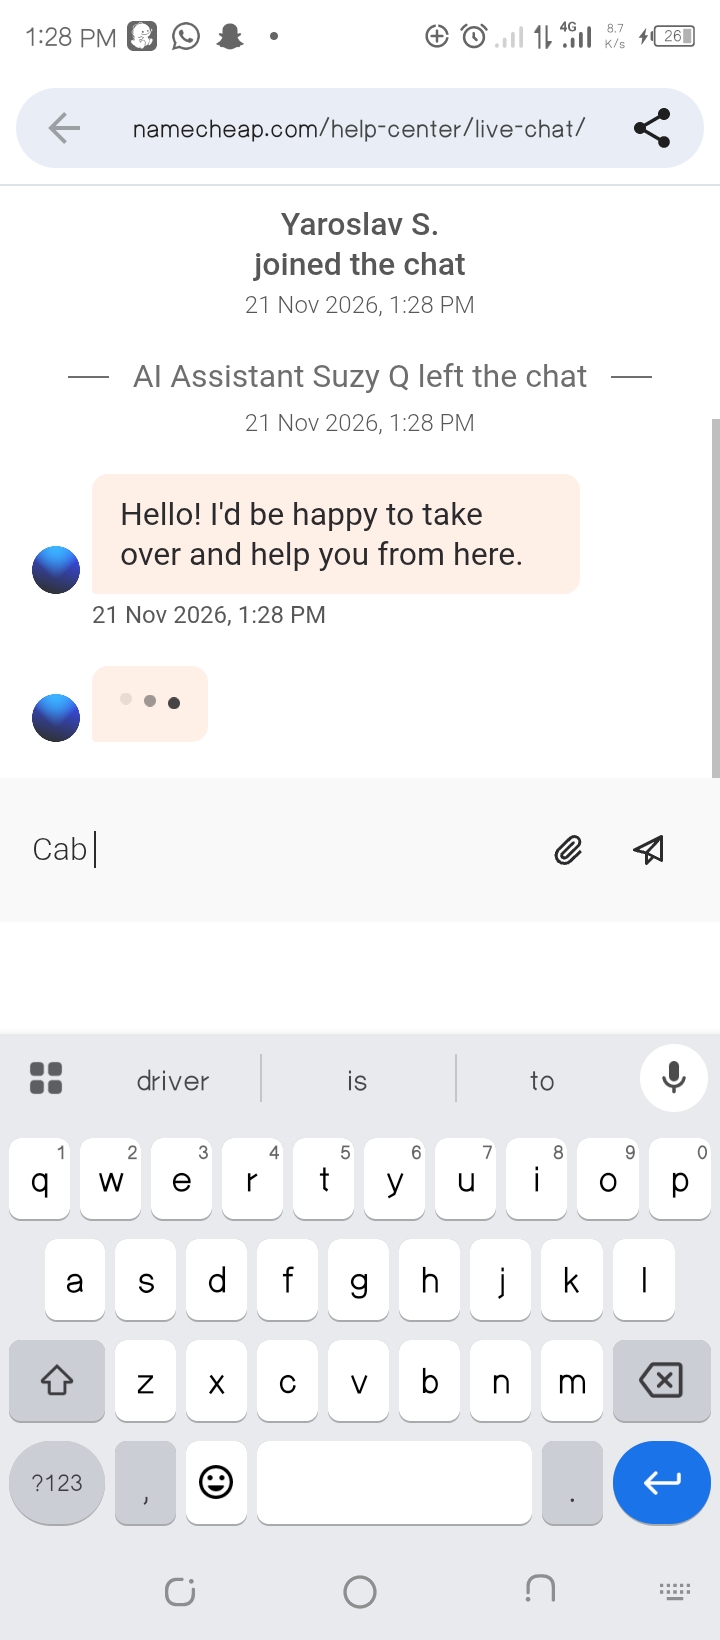 1:28 PM
4G
8.7
K/s
26
namecheap.com/help-center/live-chat/
Yaroslav S.
joined the chat
21 Nov 2026, 1:28 PM
AI Assistant Suzy Q left the chat
21 Nov 2026, 1:28 PM
Hello! I'd be happy to take
over and help you from here.
21 Nov 2026, 1:28 PM
Cab
driver is to
1 2 3 4 5 6 7 8 9 0
q w e r t y u i o p
a s d f g h j k l
z x c v b n m
?123 , .